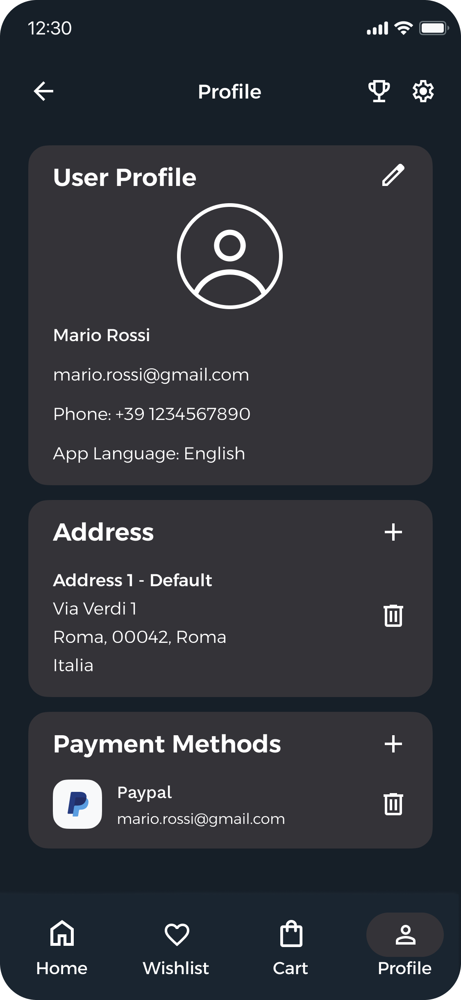 12:30
Profile
User Profile
Mario Rossi
mario.rossi@gmail.com
Phone: +39 1234567890
App Language: English
Address
Address 1 - Default
Via Verdi 1
Roma, 00042, Roma
Italia
Payment Methods
Paypal
mario.rossi@gmail.com
Home
Wishlist
Cart
Profile